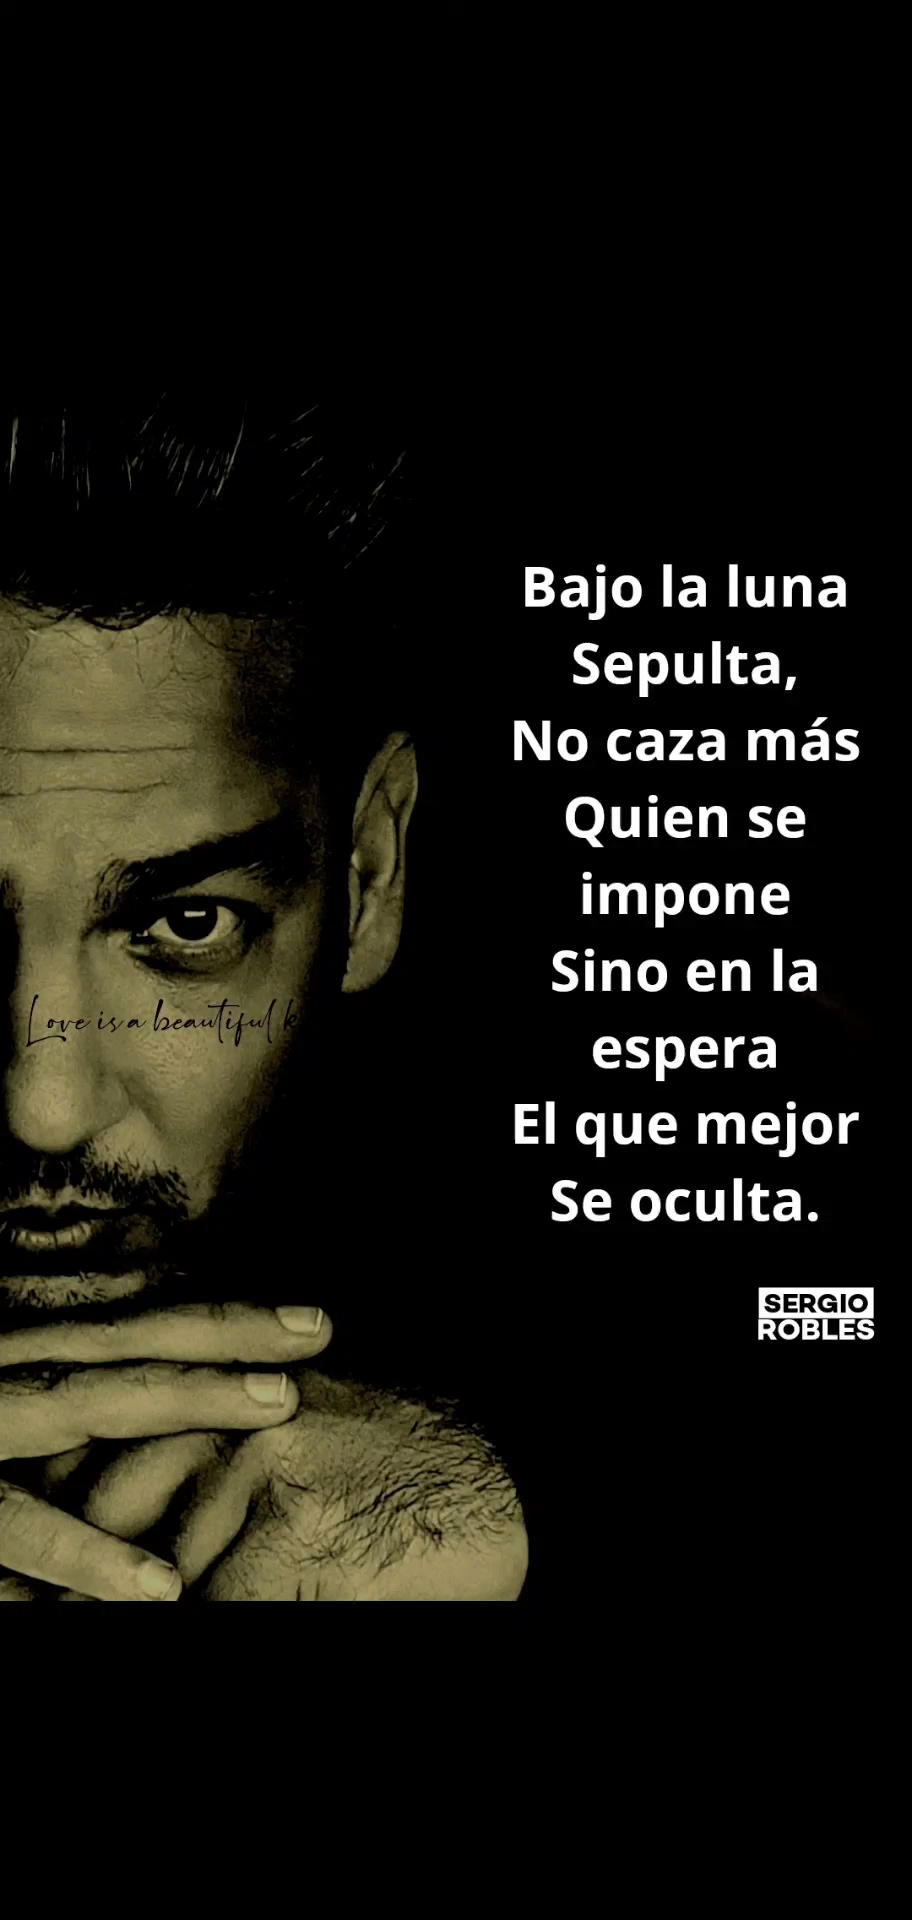 Bajo la luna
Sepulta,
No caza más
Quien se
impone
Sino en la
espera
El que mejor
Se oculta.
Love is a beautiful k
SERGIO
ROBLES